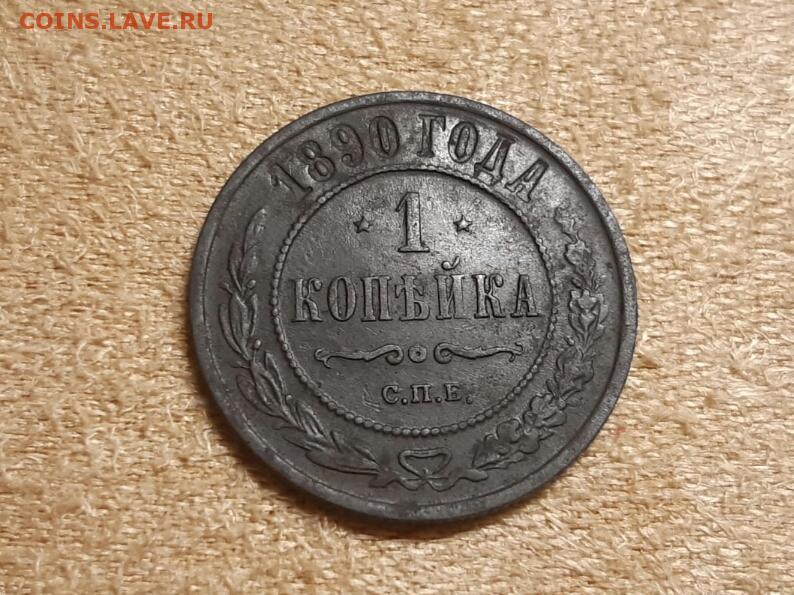 COINS.LAVE.RU
1890 ГОДА
1
КОПѢЙКА
С.П.Б.